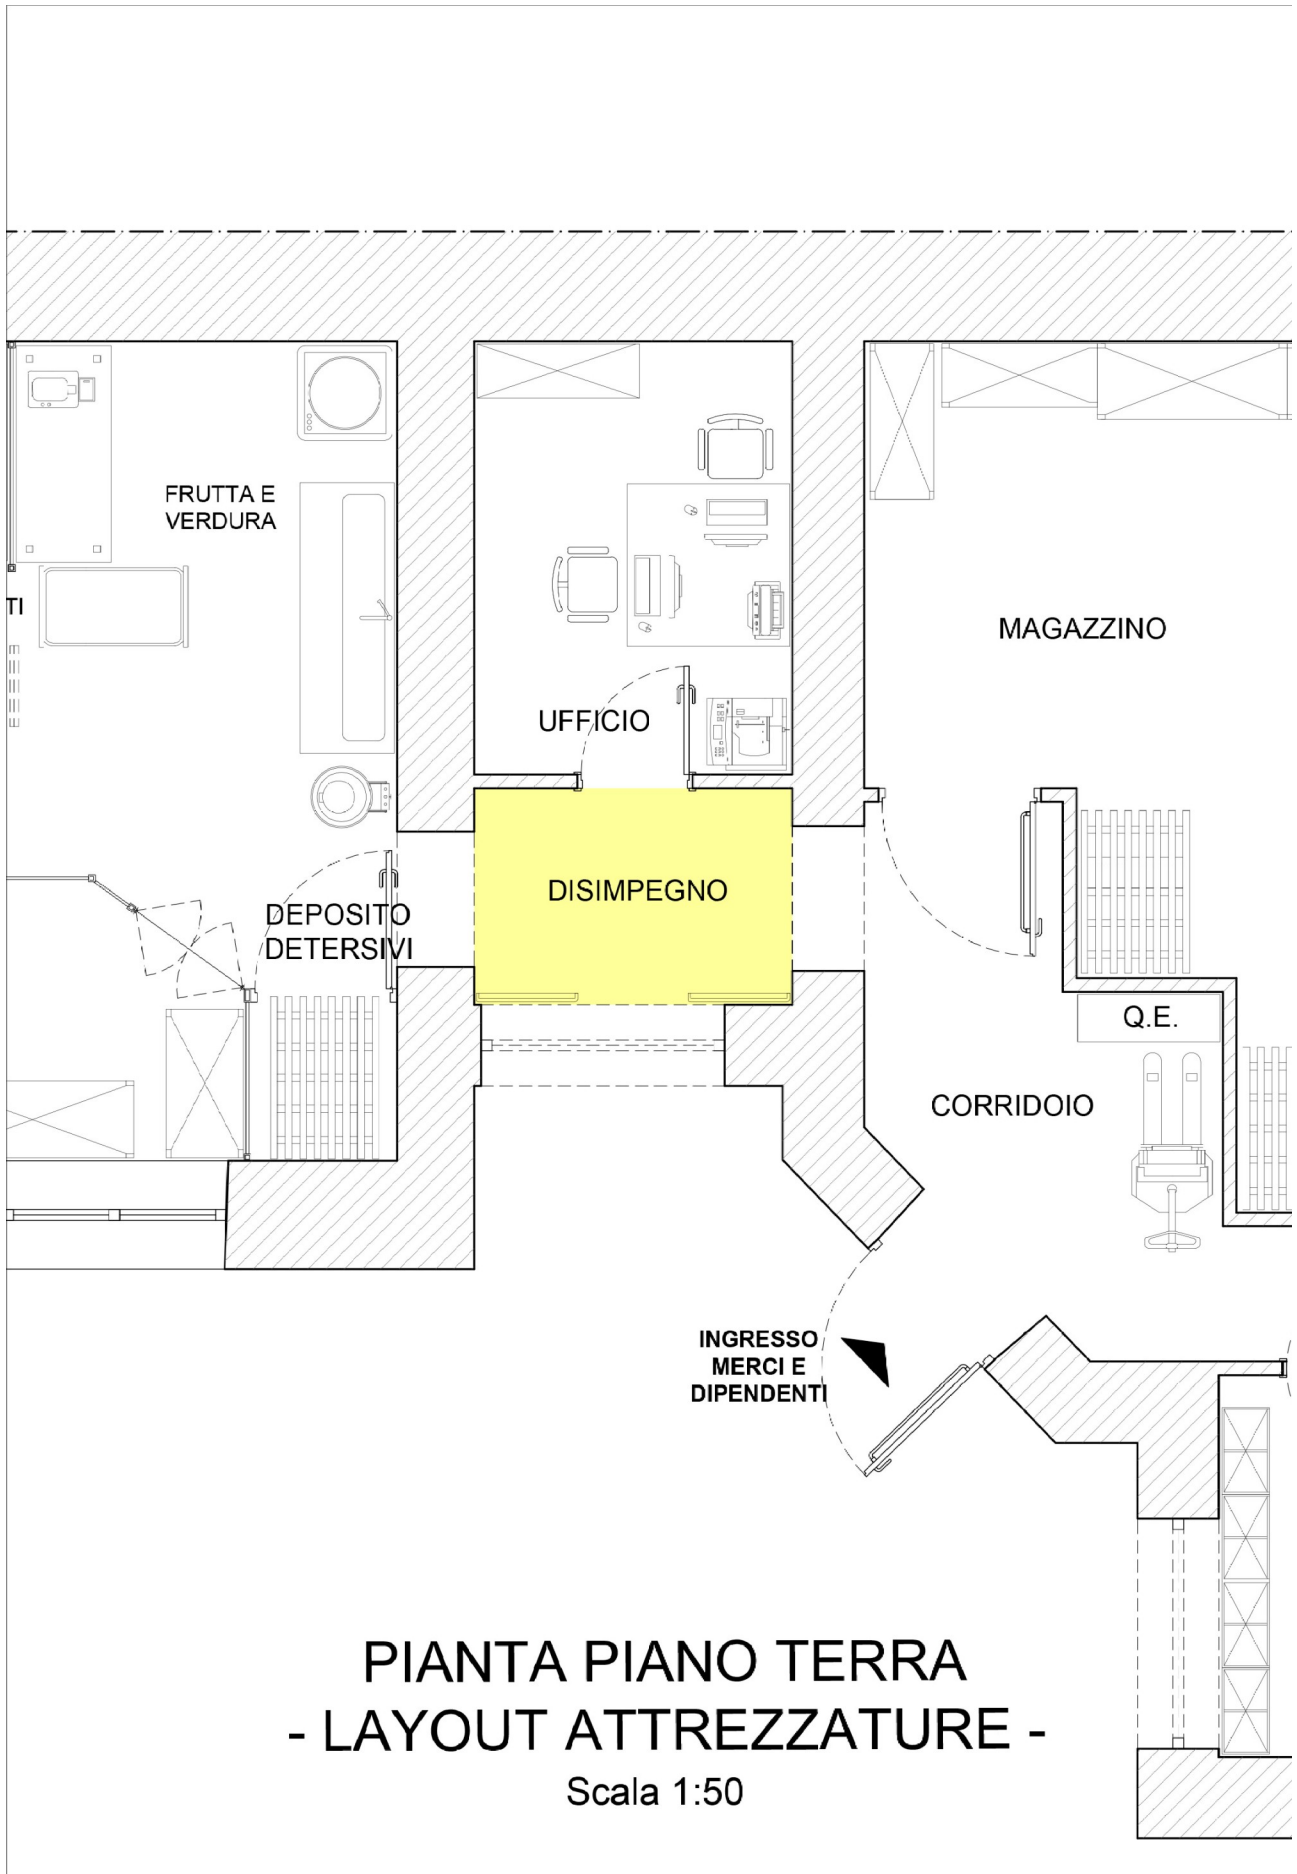 FRUTTA E
VERDURA
TI
MAGAZZINO
UFFICIO
DISIMPEGNO
DEPOSITO
DETERSIVI
Q.E.
CORRIDOIO
INGRESSO
MERCI E
DIPENDENTI
PIANTA PIANO TERRA
- LAYOUT ATTREZZATURE -
Scala 1:50